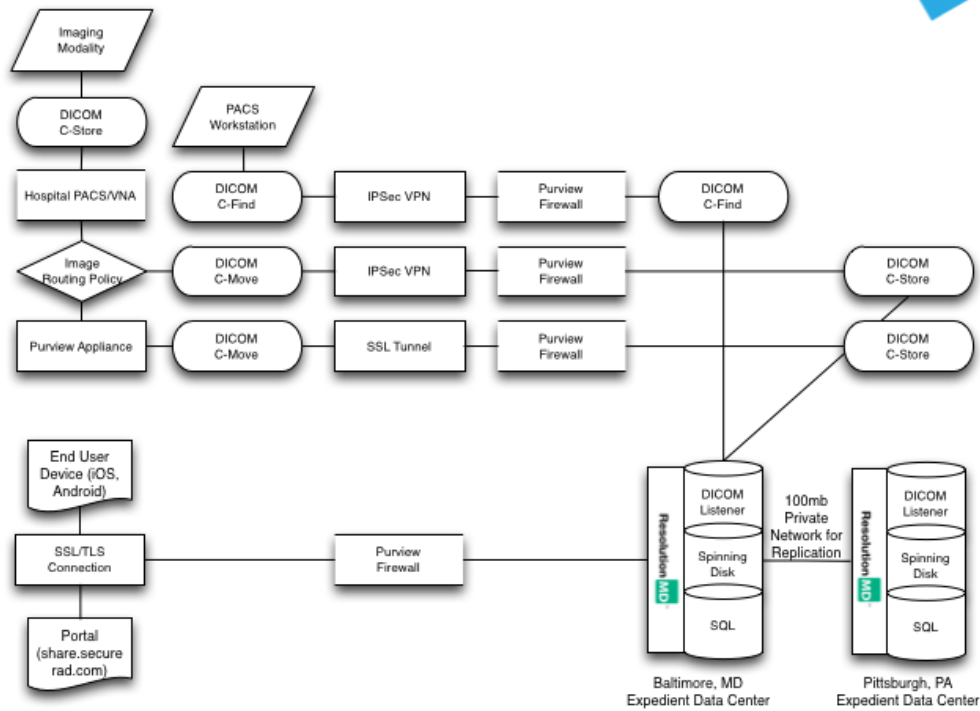 Imaging
Modality
DICOM
C-Store
PACS
Workstation
Hospital PACS/VNA
DICOM
C-Find
IPSec VPN
Purview
Firewall
DICOM
C-Find
Image
Routing Policy
DICOM
C-Move
IPSec VPN
Purview
Firewall
DICOM
C-Store
Purview Appliance
DICOM
C-Move
SSL Tunnel
Purview
Firewall
DICOM
C-Store
End User
Device (iOS,
Android)
SSL/TLS
Connection
Purview
Firewall
Portal
(share.secure
rad.com)
Resolution MD
DICOM
Listener
Spinning
Disk
SQL
100mb
Private
Network for
Replication
Resolution MD
DICOM
Listener
Spinning
Disk
SQL
Baltimore, MD
Expedient Data Center
Pittsburgh, PA
Expedient Data Center